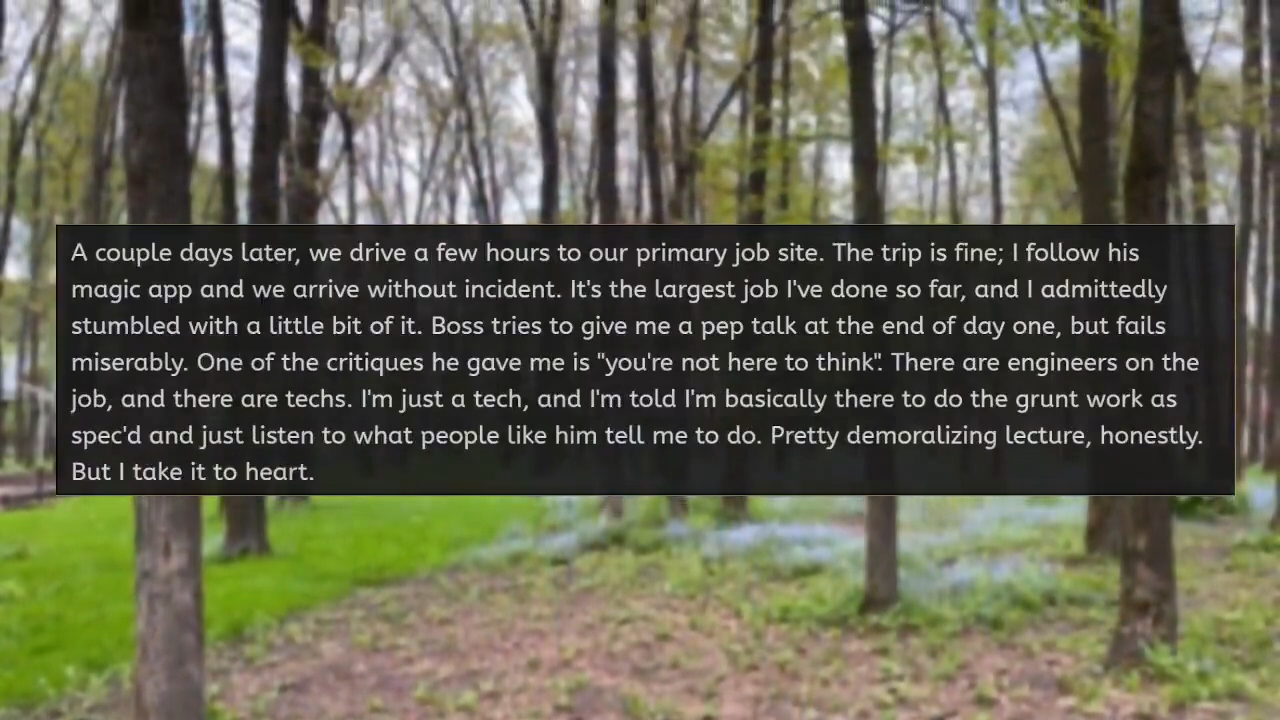 A couple days later, we drive a few hours to our primary job site. The trip is fine; I follow his
magic app and we arrive without incident. It's the largest job I've done so far, and I admittedly
stumbled with a little bit of it. Boss tries to give me a pep talk at the end of day one, but fails
miserably. One of the critiques he gave me is "you're not here to think". There are engineers on the
job, and there are techs. I'm just a tech, and I'm told I'm basically there to do the grunt work as
spec'd and just listen to what people like him tell me to do. Pretty demoralizing lecture, honestly.
But I take it to heart.